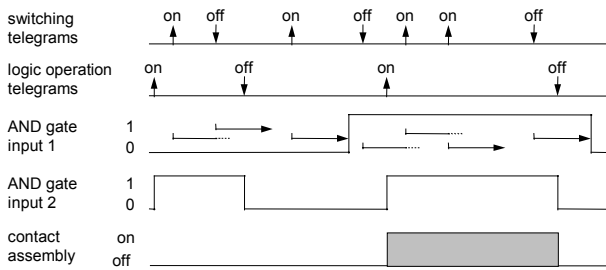 switching telegrams on off on off on on off
logic operation telegrams on off on off
AND gate input 1 1 0
AND gate input 2 1 0
contact assembly on off